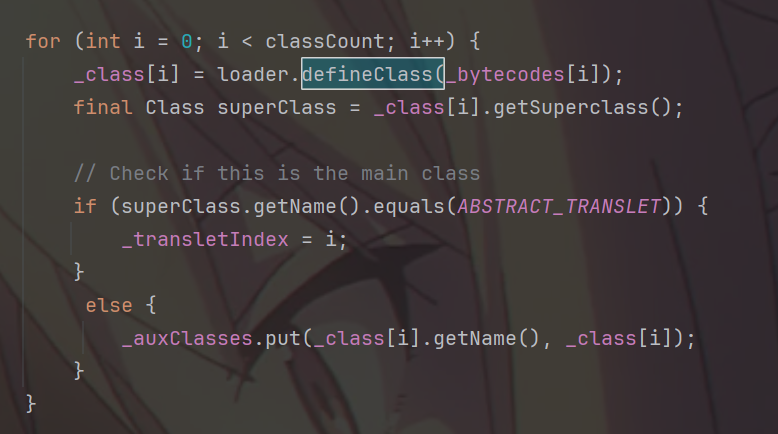 for (int i = 0; i < classCount; i++) {
    _class[i] = loader.defineClass(_bytecodes[i]);
    final Class superClass = _class[i].getSuperclass();

    // Check if this is the main class
    if (superClass.getName().equals(ABSTRACT_TRANSLET)) {
        _transletIndex = i;
    }
     else {
        _auxClasses.put(_class[i].getName(), _class[i]);
    }
}